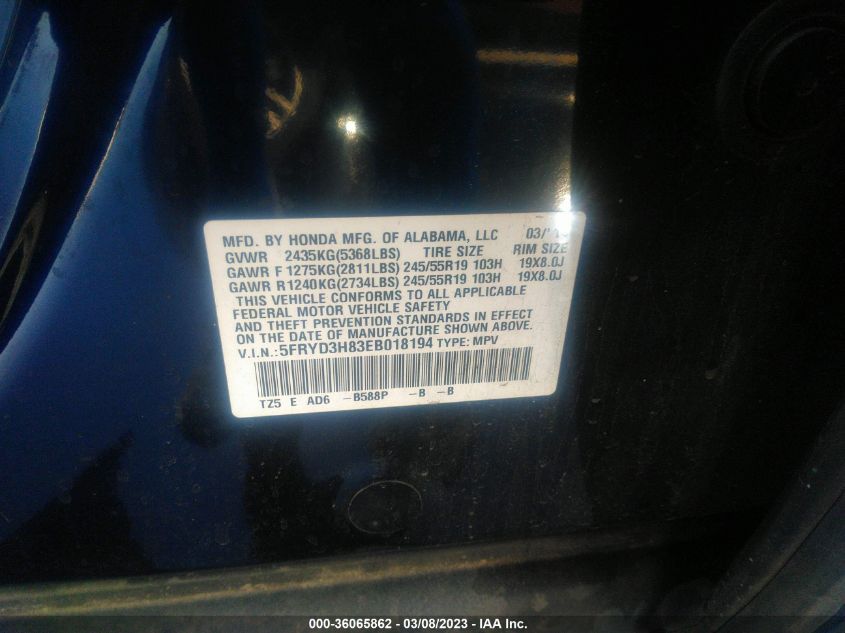 MFD. BY HONDA MFG. OF ALABAMA, LLC 03/'1
GVWR 2435KG(5368LBS) TIRE SIZE RIM SIZE
GAWR F 1275KG(2811LBS) 245/55R19 103H 19X8.0J
GAWR R 1240KG(2734LBS) 245/55R19 103H 19X8.0J
THIS VEHICLE CONFORMS TO ALL APPLICABLE
FEDERAL MOTOR VEHICLE SAFETY
AND THEFT PREVENTION STANDARDS IN EFFECT
ON THE DATE OF MANUFACTURE SHOWN ABOVE.
V.I.N.:5FRYD3H83EB018194 TYPE: MPV
TZ5 E AD6 -B588P -B -B
000-36065862 - 03/08/2023 - IAA Inc.